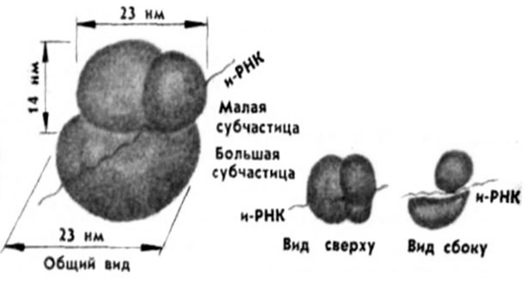 23 нм
14 нм
и-РНК
Малая
субчастица
Большая
субчастица
23 нм
Общий вид
и-РНК
Вид сверху
и-РНК
Вид сбоку